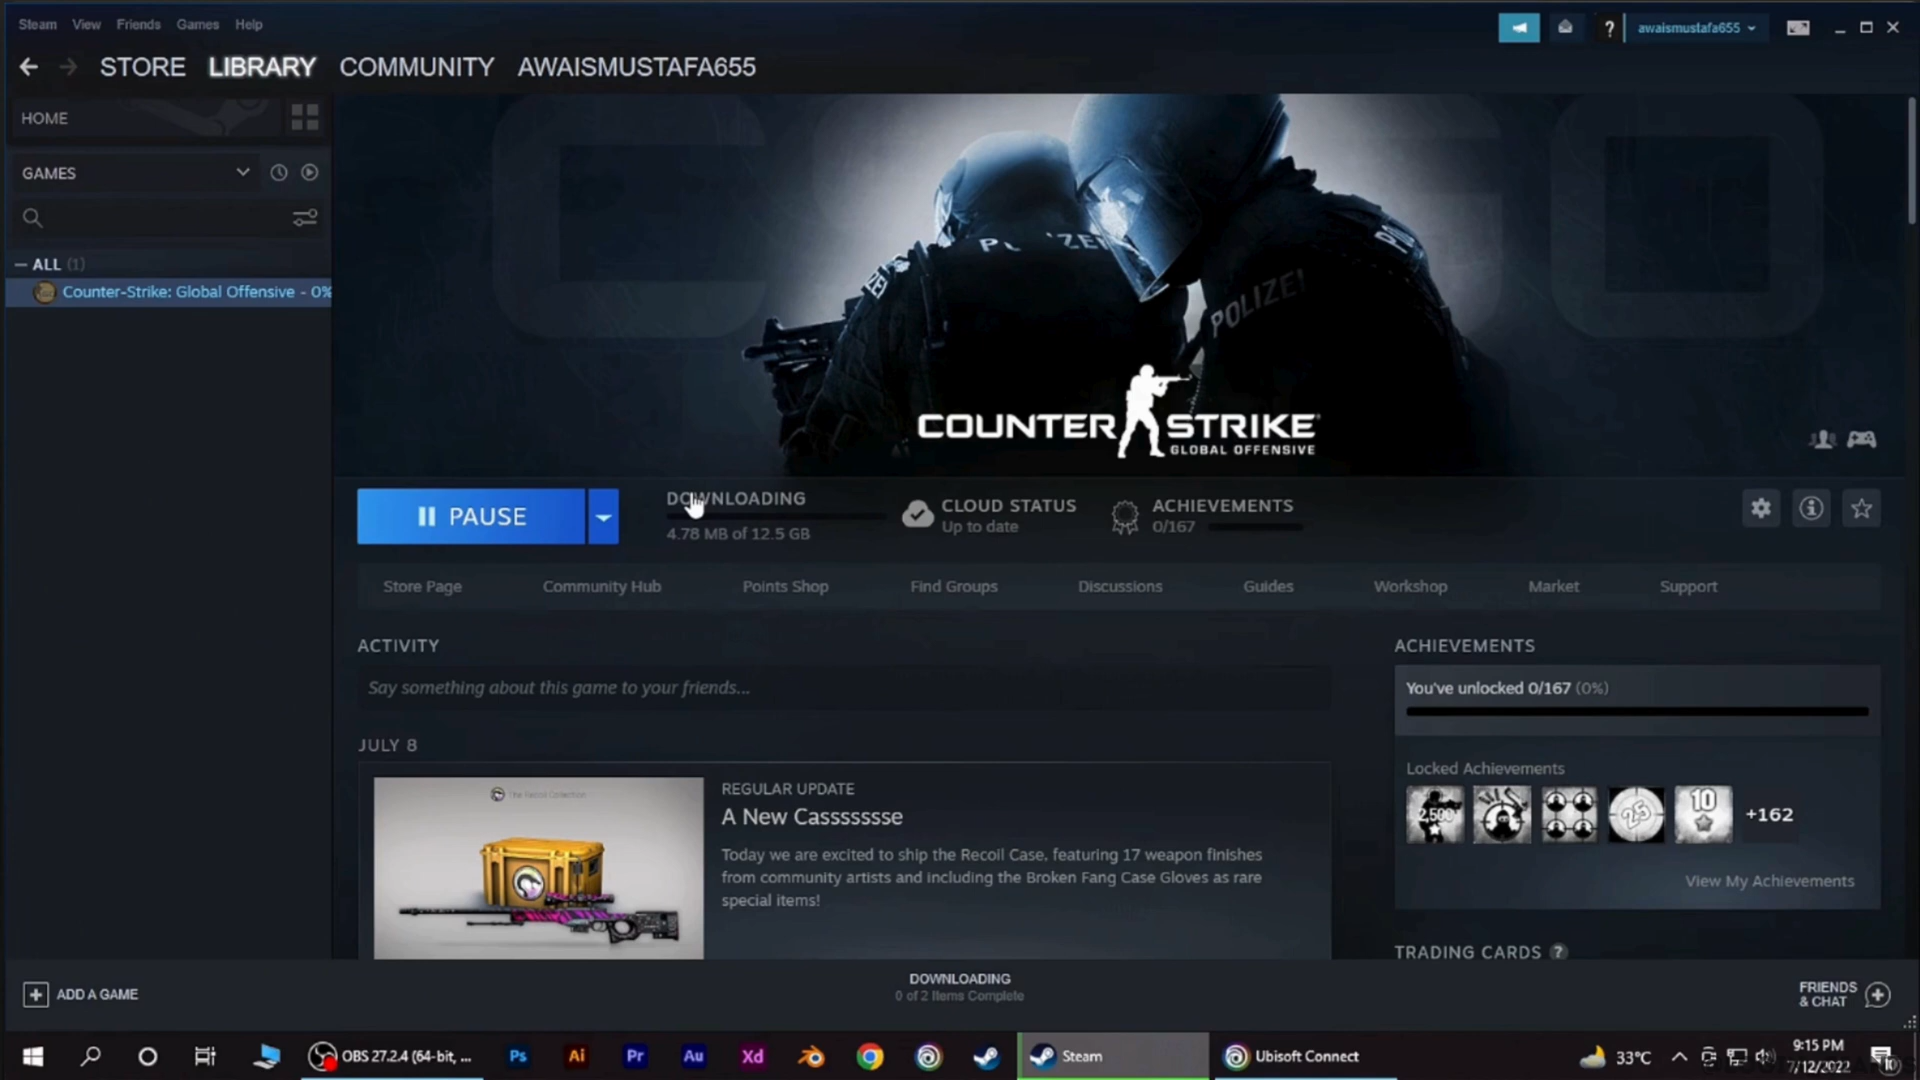 Steam View Friends Games Help
awaismustafa655
STORE LIBRARY COMMUNITY AWAISMUSTAFA655
HOME
GAMES
— ALL (1)
Counter-Strike: Global Offensive - 0%
POLIZEI
COUNTER STRIKE
GLOBAL OFFENSIVE
PAUSE
DOWNLOADING
4.78 MB of 12.5 GB
CLOUD STATUS
Up to date
ACHIEVEMENTS
0/167
Store Page Community Hub Points Shop Find Groups Discussions Guides Workshop Market Support
ACTIVITY
Say something about this game to your friends...
JULY 8
The Recoil Collection
REGULAR UPDATE
A New Cassssssse
Today we are excited to ship the Recoil Case, featuring 17 weapon finishes
from community artists and including the Broken Fang Case Gloves as rare
special items!
ACHIEVEMENTS
You've unlocked 0/167 (0%)
Locked Achievements
2,500 25 10 +162
View My Achievements
TRADING CARDS ?
ADD A GAME
DOWNLOADING
0 of 2 Items Complete
FRIENDS
& CHAT
OBS 27.2.4 (64-bit, ...
Ps Ai Pr Au Xd
Steam
Ubisoft Connect
33°C
9:15 PM
7/12/2022